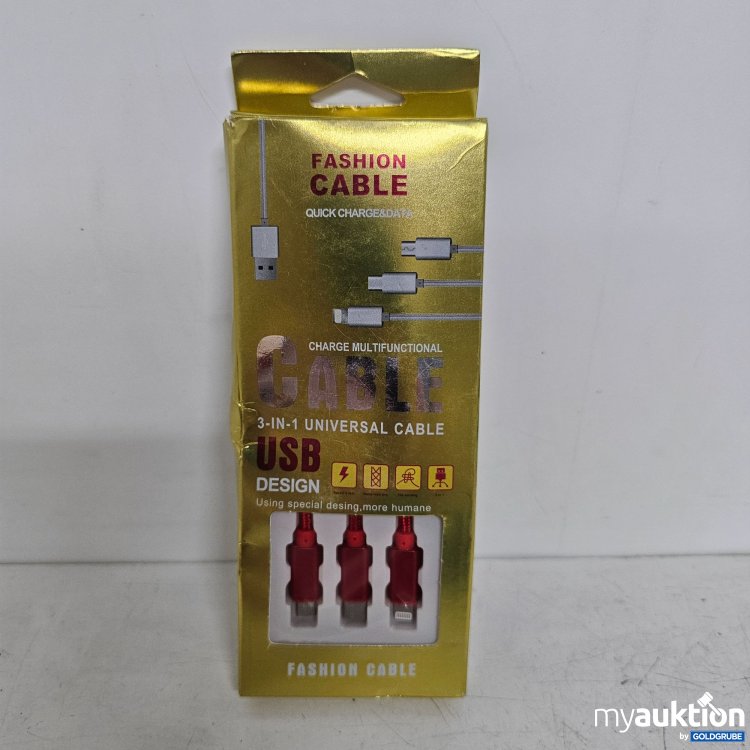 FASHION
CABLE
QUICK CHARGE&DATA
CHARGE MULTIFUNCTIONAL
CABLE
3-IN-1 UNIVERSAL CABLE
USB
DESIGN
Using special desing,more humane
FASHION CABLE
myauktion
by GOLDGRUBE